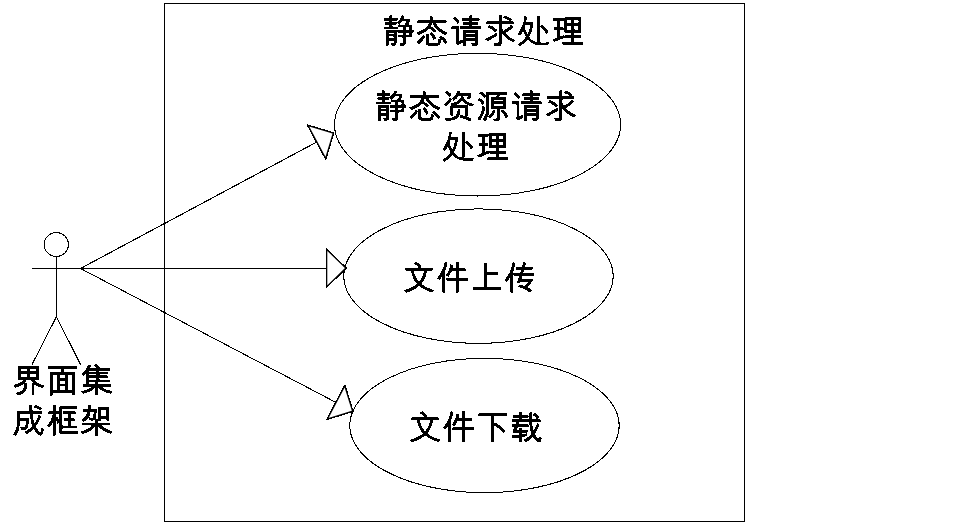 静态请求处理
静态资源请求
处理
文件上传
界面集
成框架
文件下载